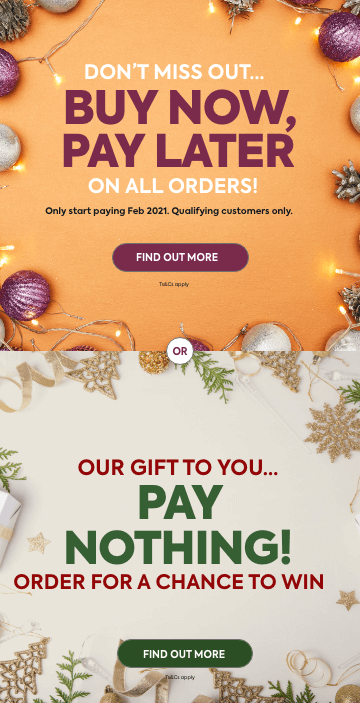 DON'T MISS OUT...
BUY NOW,
PAY LATER
ON ALL ORDERS!
Only start paying Feb 2021. Qualifying customers only.
FIND OUT MORE
Ts&Cs apply
OR
OUR GIFT TO YOU...
PAY
NOTHING!
ORDER FOR A CHANCE TO WIN
FIND OUT MORE
Ts&Cs apply